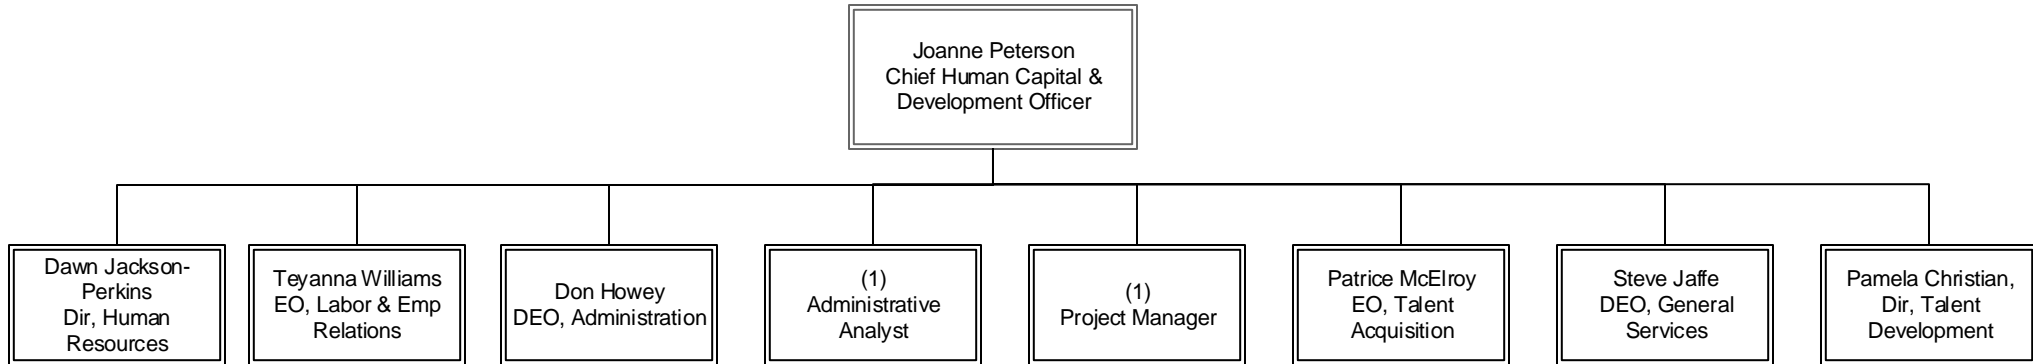 Joanne Peterson
Chief Human Capital &
Development Officer
Dawn Jackson-
Perkins
Dir, Human
Resources
Teyanna Williams
EO, Labor & Emp
Relations
Don Howey
DEO, Administration
(1)
Administrative
Analyst
(1)
Project Manager
Patrice McElroy
EO, Talent
Acquisition
Steve Jaffe
DEO, General
Services
Pamela Christian,
Dir, Talent
Development